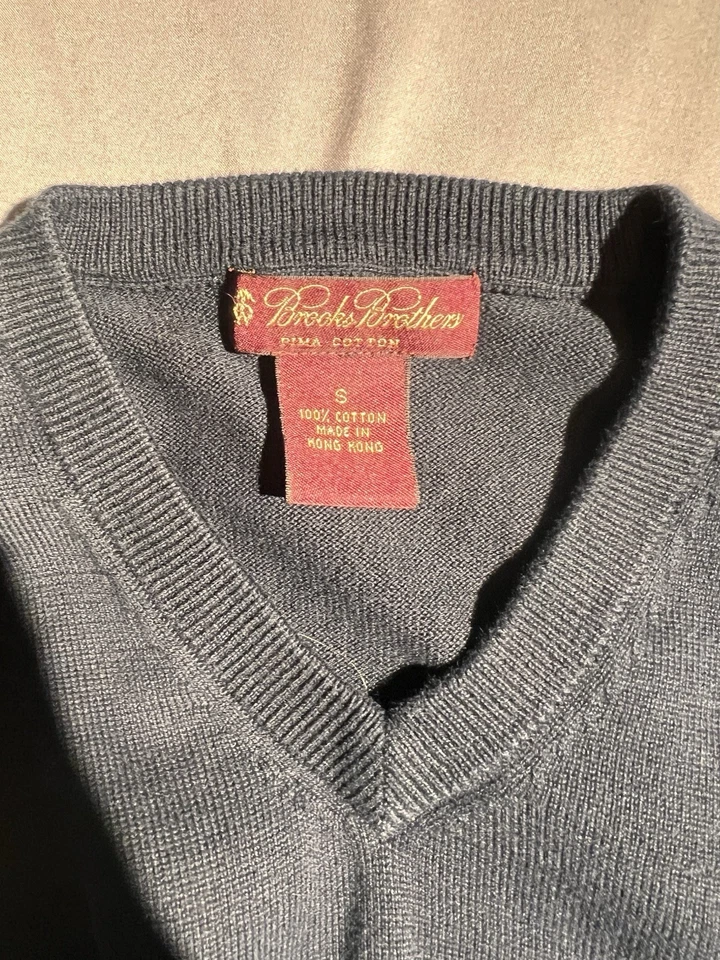 Brooks Brothers
PIMA COTTON
S
100% COTTON
MADE IN
HONG KONG